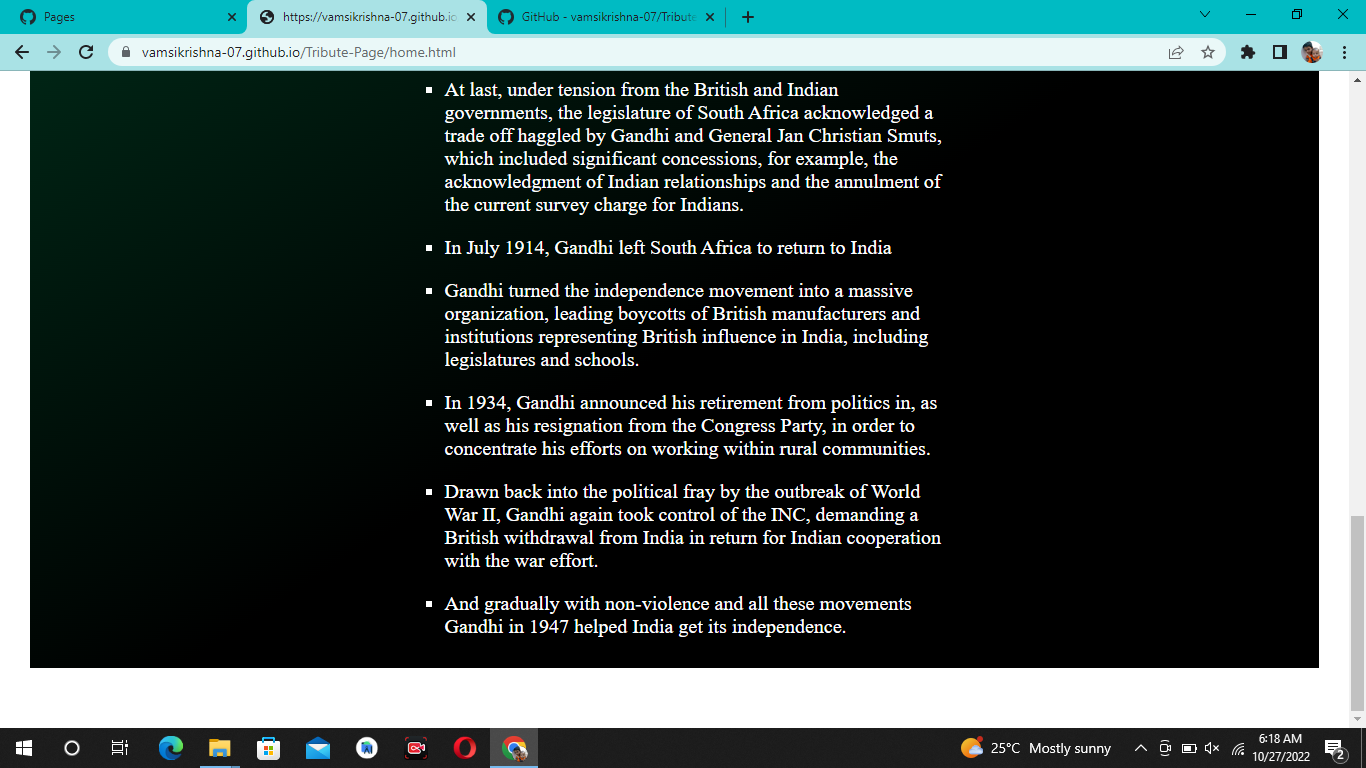 Pages
https://vamsikrishna-07.github.io
GitHub - vamsikrishna-07/Tribute
vamsikrishna-07.github.io/Tribute-Page/home.html
At last, under tension from the British and Indian
governments, the legislature of South Africa acknowledged a
trade off haggled by Gandhi and General Jan Christian Smuts,
which included significant concessions, for example, the
acknowledgment of Indian relationships and the annulment of
the current survey charge for Indians.
In July 1914, Gandhi left South Africa to return to India
Gandhi turned the independence movement into a massive
organization, leading boycotts of British manufacturers and
institutions representing British influence in India, including
legislatures and schools.
In 1934, Gandhi announced his retirement from politics in, as
well as his resignation from the Congress Party, in order to
concentrate his efforts on working within rural communities.
Drawn back into the political fray by the outbreak of World
War II, Gandhi again took control of the INC, demanding a
British withdrawal from India in return for Indian cooperation
with the war effort.
And gradually with non-violence and all these movements
Gandhi in 1947 helped India get its independence.
25°C Mostly sunny
6:18 AM
10/27/2022
2